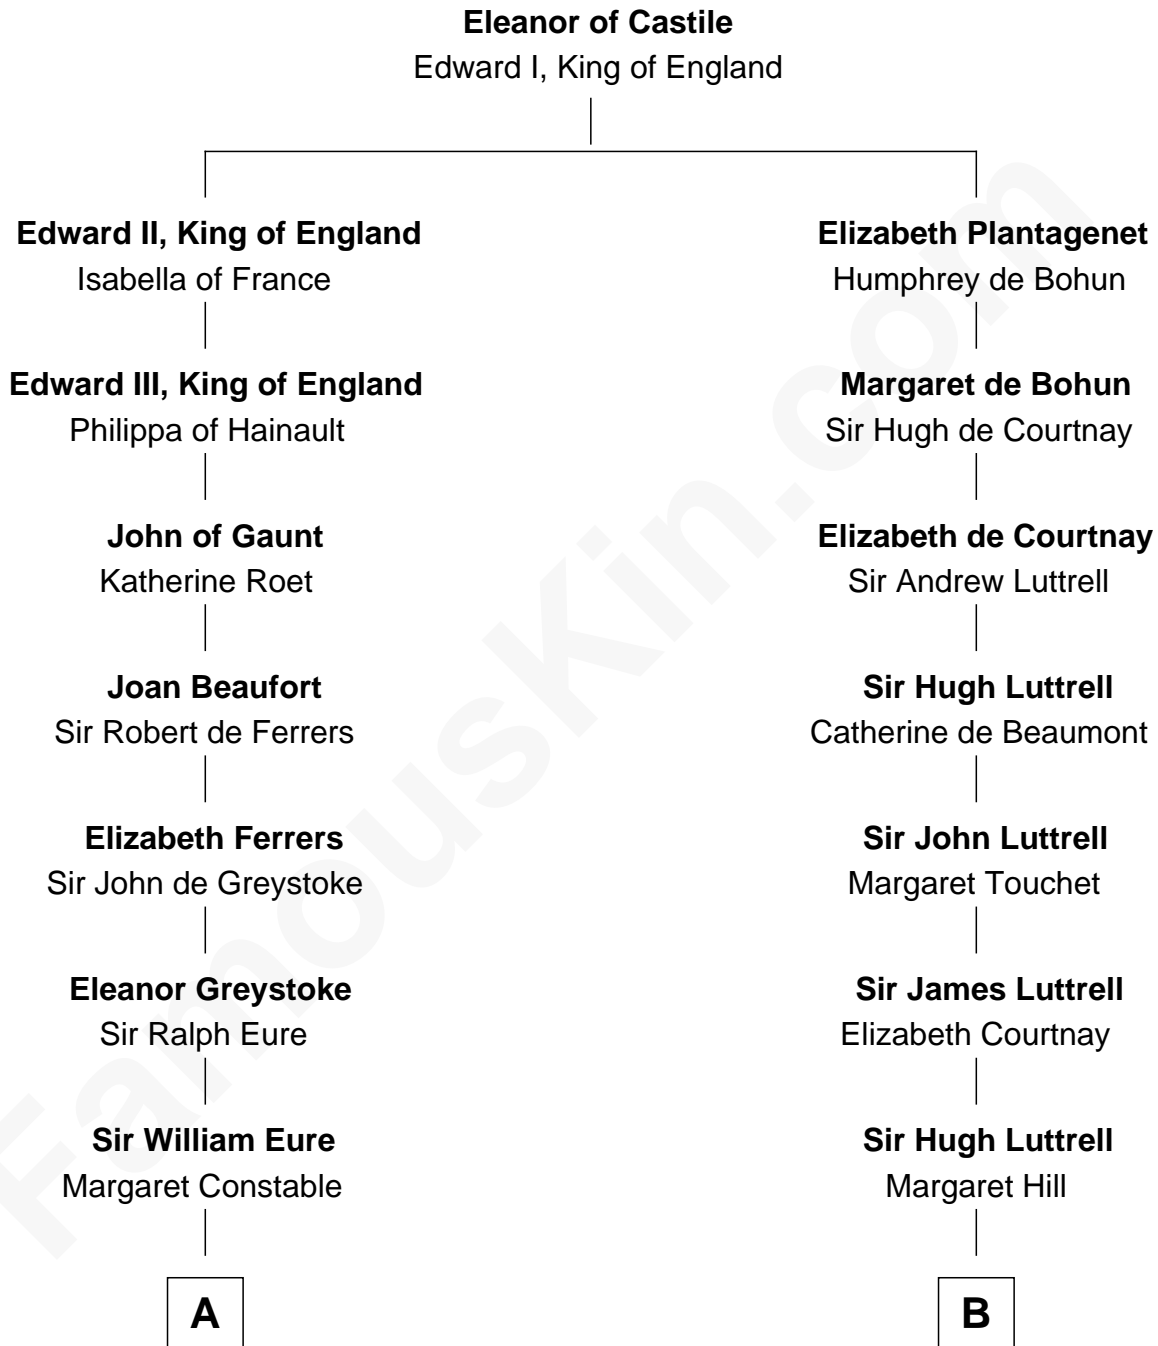 Eleanor of Castile
Edward I, King of England
Edward II, King of England
Isabella of France
Edward III, King of England
Philippa of Hainault
John of Gaunt
Katherine Roet
Joan Beaufort
Sir Robert de Ferrers
Elizabeth Ferrers
Sir John de Greystoke
Eleanor Greystoke
Sir Ralph Eure
Sir William Eure
Margaret Constable
A
Elizabeth Plantagenet
Humphrey de Bohun
Margaret de Bohun
Sir Hugh de Courtnay
Elizabeth de Courtnay
Sir Andrew Luttrell
Sir Hugh Luttrell
Catherine de Beaumont
Sir John Luttrell
Margaret Touchet
Sir James Luttrell
Elizabeth Courtnay
Sir Hugh Luttrell
Margaret Hill
B
FamousKin.com